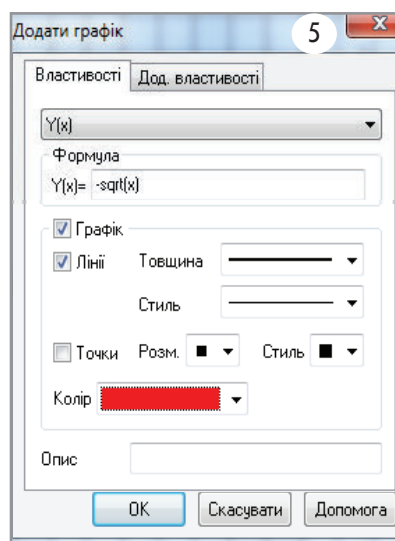 Додати графік
5
Властивості Дод. властивості
Y(x)
Формула
Y(x)= -sqrt(x)
Графік
Лінії Товщина
Стиль
Точки Розм. Стиль
Колір
Опис
OK Скасувати Допомога